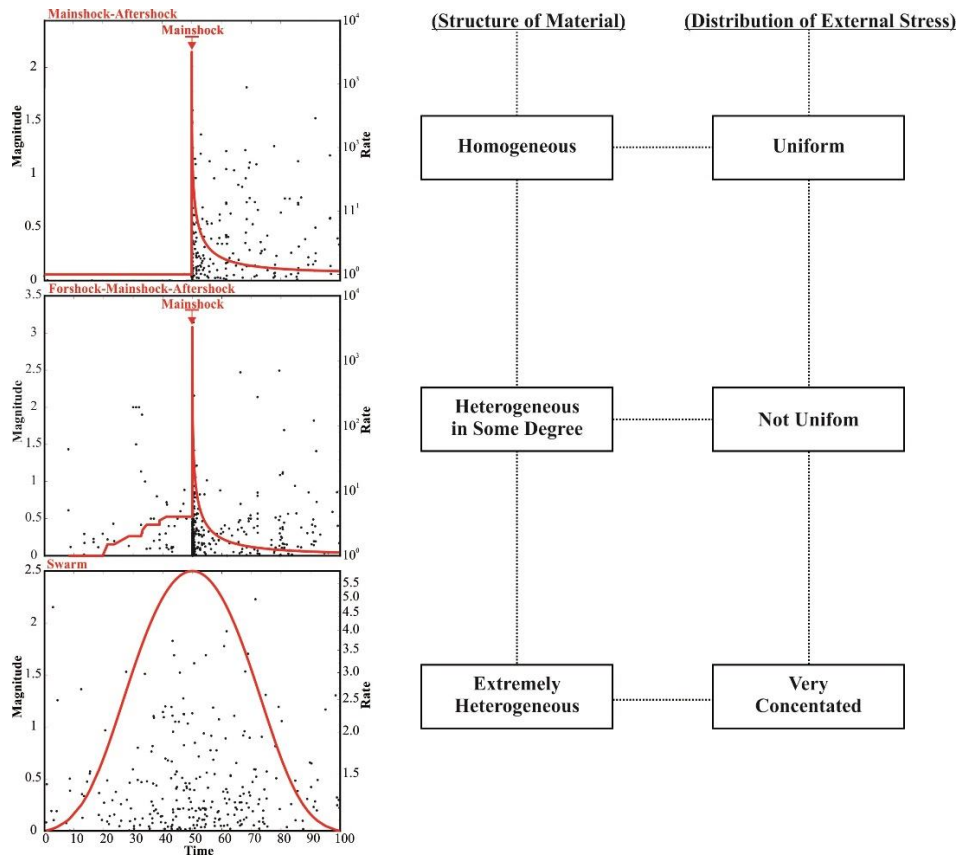 Mainshock-Aftershock
Mainshock
Magnitude
2
1.5
1
0.5
0
10⁴
10³
10²
10¹
10⁰
Rate
Forshock-Mainshock-Aftershock
Mainshock
Magnitude
3.5
3
2.5
2
1.5
1
0.5
0
10⁴
10³
10²
10¹
10⁰
Rate
Swarm
Magnitude
2.5
2
1.5
1
0.5
0
5.5
5.0
4.5
4.0
3.0
2.5
2.0
1.5
Rate
0 10 20 30 40 50 60 70 80 90 100
Time
(Structure of Material)
(Distribution of External Stress)
Homogeneous
Uniform
Heterogeneous
in Some Degree
Not Unifom
Extremely
Heterogeneous
Very
Concentated